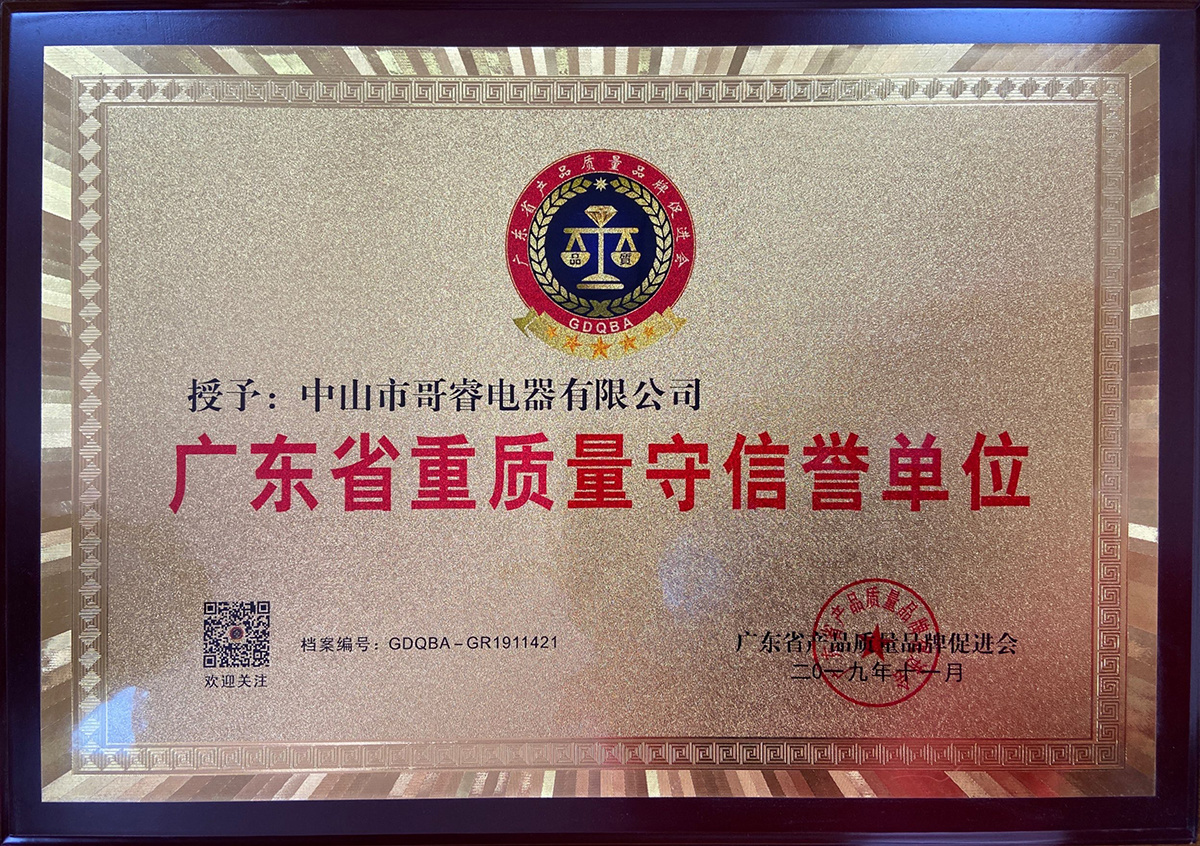 广东省产品质量品牌促进会
品 質
GDQBA
授予：中山市哥睿电器有限公司
广东省重质量守信誉单位
欢迎关注
档案编号：GDQBA－GR1911421
广东省产品质量品牌促进会
二0一九年十一月